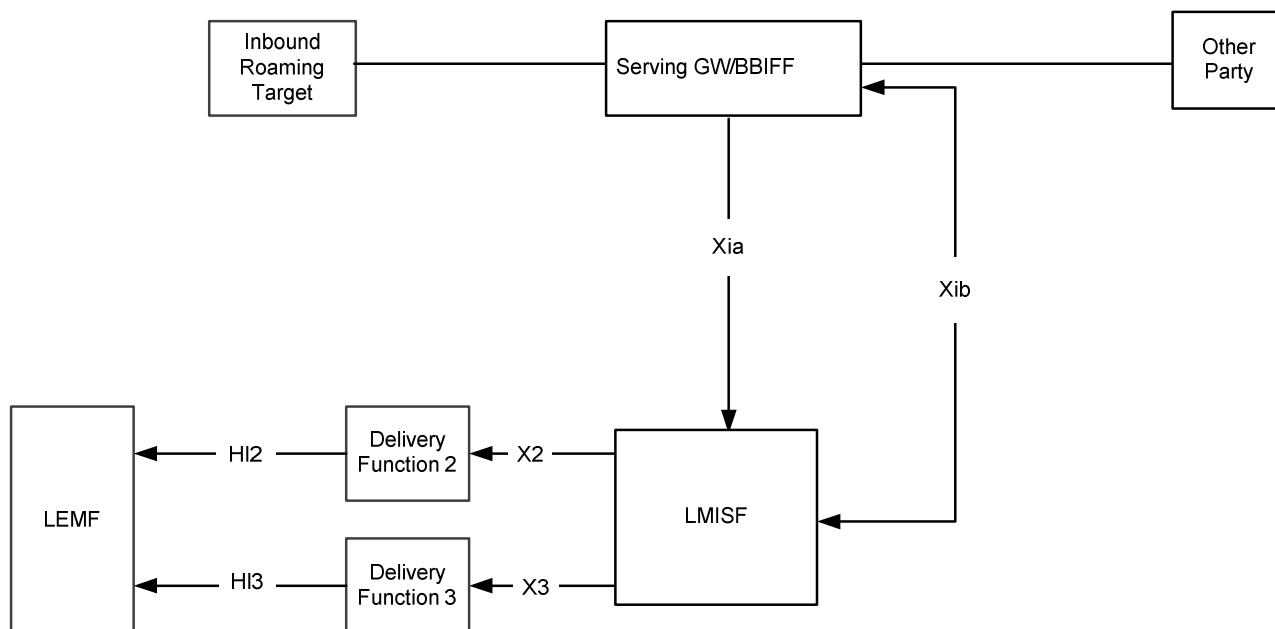 Inbound
Roaming
Target
Serving GW/BBIFF
Other
Party
Xia
Xib
LEMF
HI2
Delivery
Function 2
X2
LMISF
HI3
Delivery
Function 3
X3